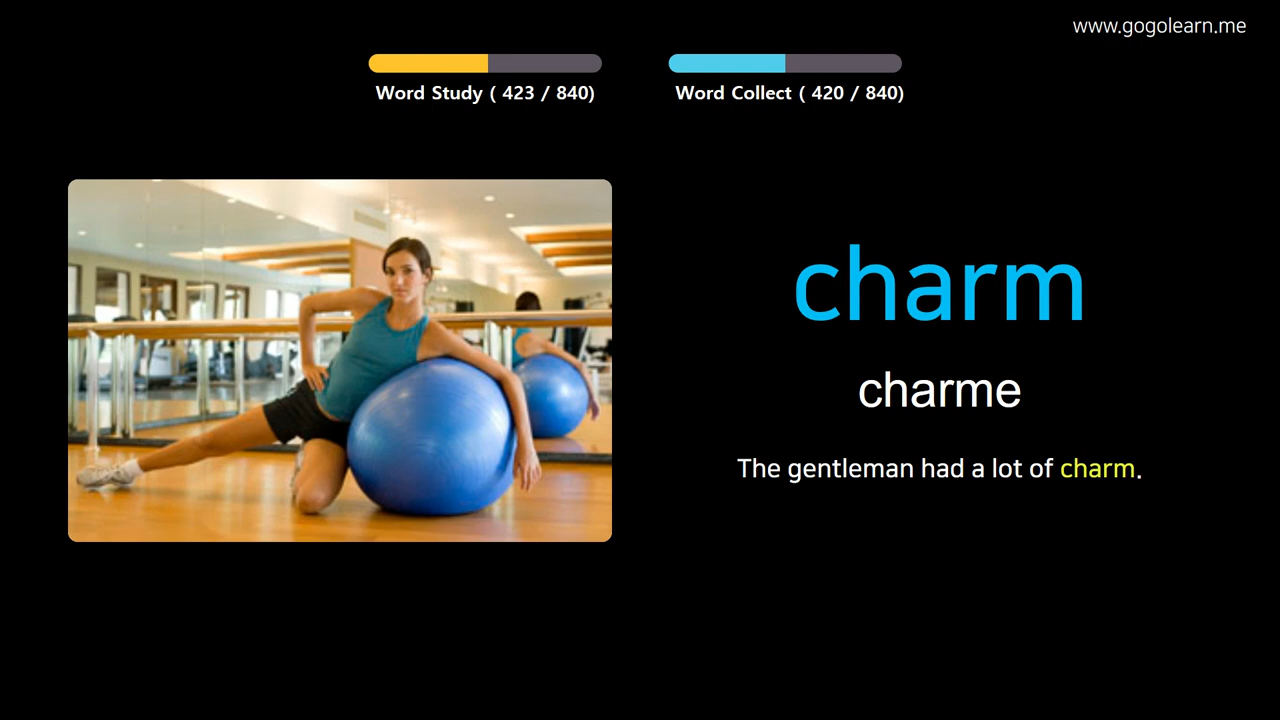 www.gogolearn.me
Word Study ( 423 / 840)
Word Collect ( 420 / 840)
charm
charme
The gentleman had a lot of charm.